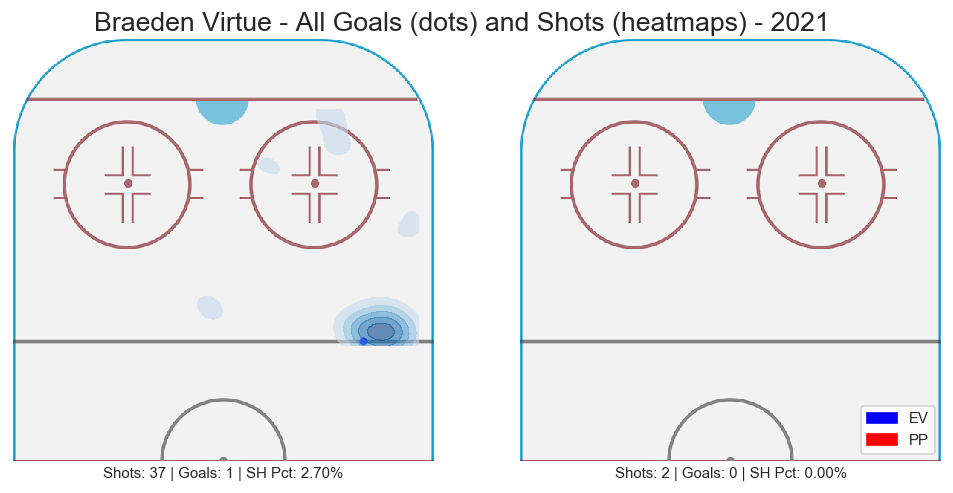 Braeden Virtue - All Goals (dots) and Shots (heatmaps) - 2021
EV
PP
Shots: 37 | Goals: 1 | SH Pct: 2.70%
Shots: 2 | Goals: 0 | SH Pct: 0.00%